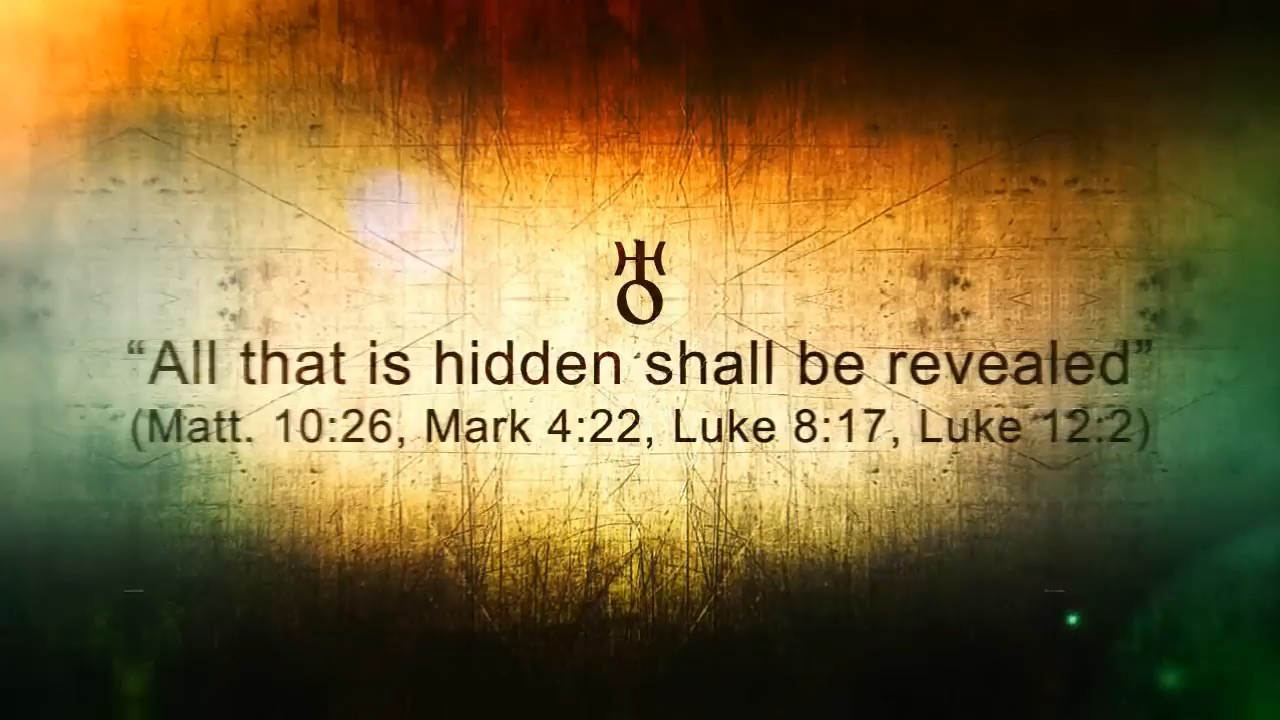 “All that is hidden shall be revealed”
(Matt. 10:26, Mark 4:22, Luke 8:17, Luke 12:2)